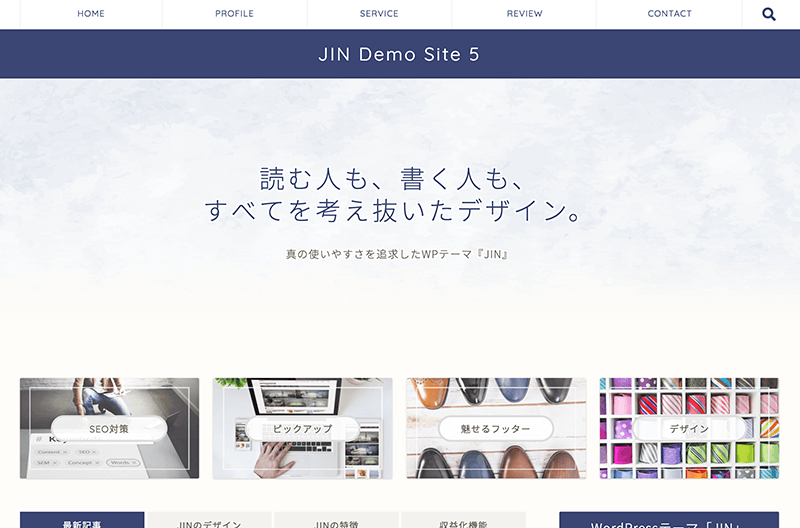 HOME PROFILE SERVICE REVIEW CONTACT
JIN Demo Site 5
読む人も、書く人も、
すべてを考え抜いたデザイン。
真の使いやすさを追求したWPテーマ『JIN』
SEO対策 ピックアップ 魅せるフッター デザイン
Content SEO
SEM Concept Words
最新記事 JINのデザイン JINの特徴 収益化機能 WordPressテーマ「JIN」